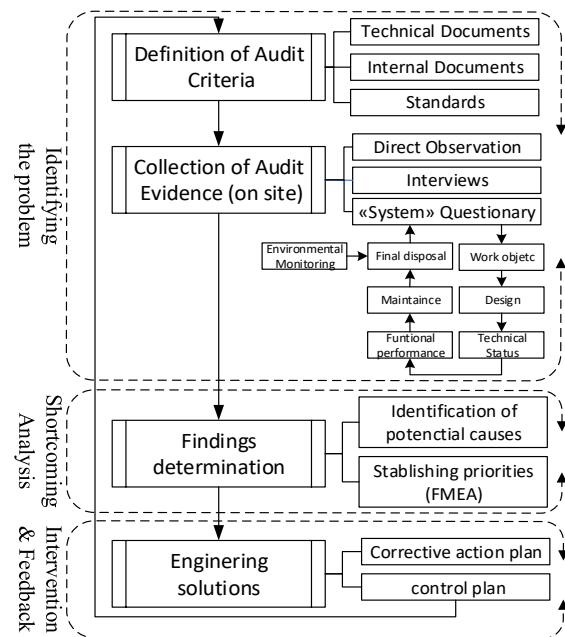 Identifying
the problem
Definition of Audit
Criteria
Technical Documents
Internal Documents
Standards
Collection of Audit
Evidence (on site)
Direct Observation
Interviews
«System» Questionary
Environmental
Monitoring
Final disposal
Work objetc
Maintaince
Design
Funtional
performance
Technical
Status
Shortcoming
Analysis
Findings
determination
Identification of
potenctial causes
Stablishing priorities
(FMEA)
Intervention
& Feedback
Enginering
solutions
Corrective action plan
control plan